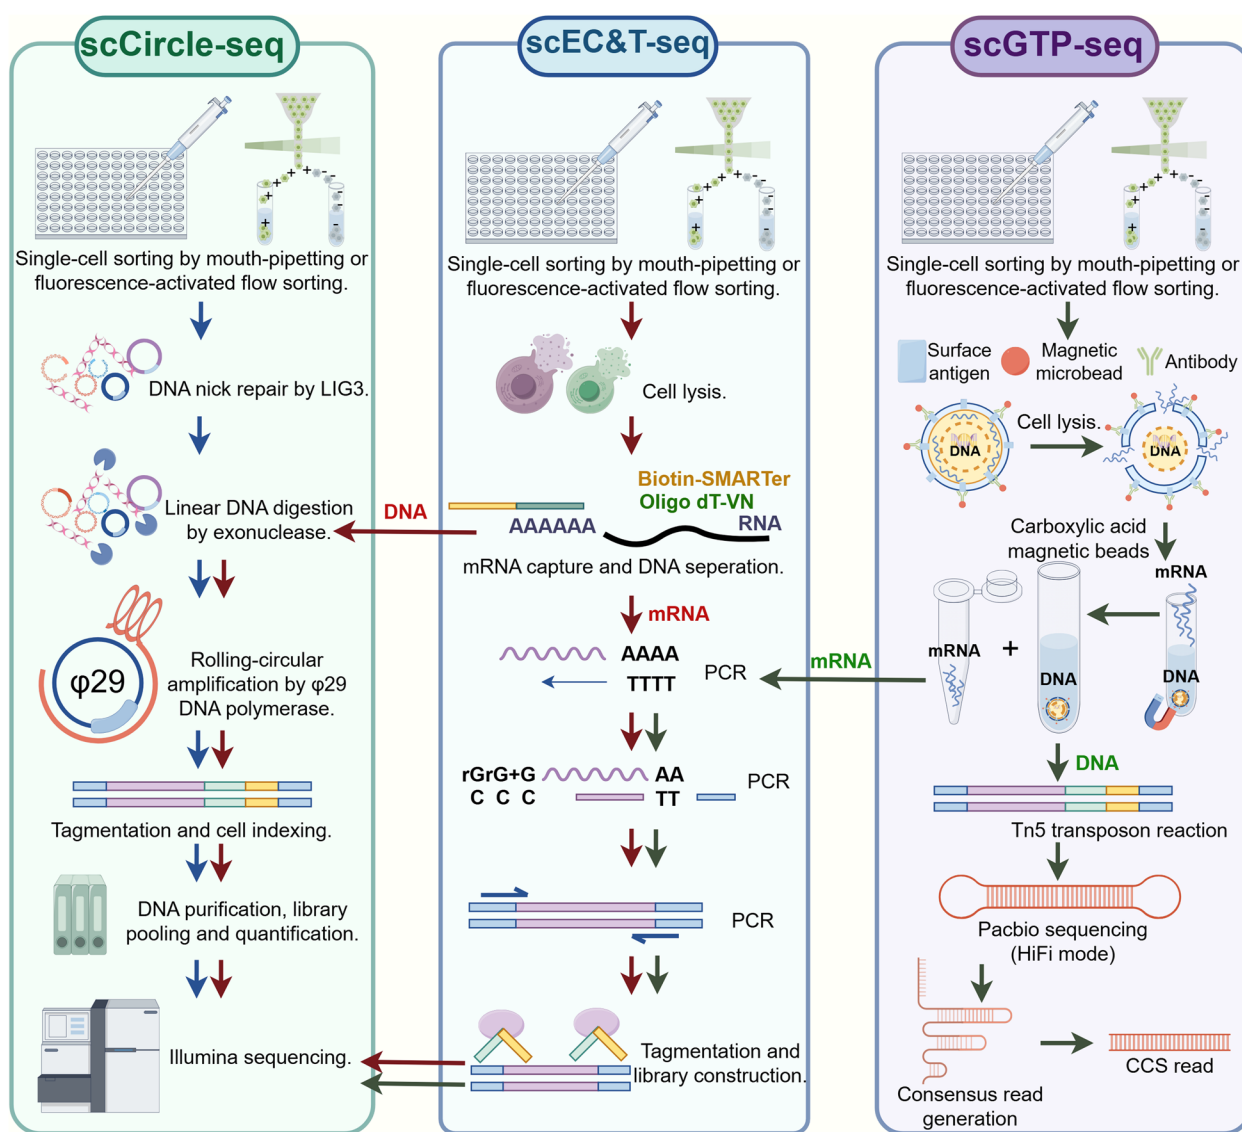 scCircle-seq
Single-cell sorting by mouth-pipetting or
fluorescence-activated flow sorting.
DNA nick repair by LIG3.
Linear DNA digestion
by exonuclease.
φ29
Rolling-circular
amplification by φ29
DNA polymerase.
Tagmentation and cell indexing.
DNA purification, library
pooling and quantification.
Illumina sequencing.
scEC&T-seq
Single-cell sorting by mouth-pipetting or
fluorescence-activated flow sorting.
Cell lysis.
Biotin-SMARTer
Oligo dT-VN
DNA
AAAAAA
RNA
mRNA capture and DNA seperation.
mRNA
AAAA
TTTT
PCR
rGrG+G
AA
C C C
TT
PCR
PCR
Tagmentation and
library construction.
scGTP-seq
Single-cell sorting by mouth-pipetting or
fluorescence-activated flow sorting.
Surface
antigen
Magnetic
microbead
Antibody
Cell lysis.
DNA
DNA
Carboxylic acid
magnetic beads
mRNA
mRNA
+
DNA
DNA
mRNA
DNA
Tn5 transposon reaction
Pacbio sequencing
(HiFi mode)
Consensus read
generation
CCS read